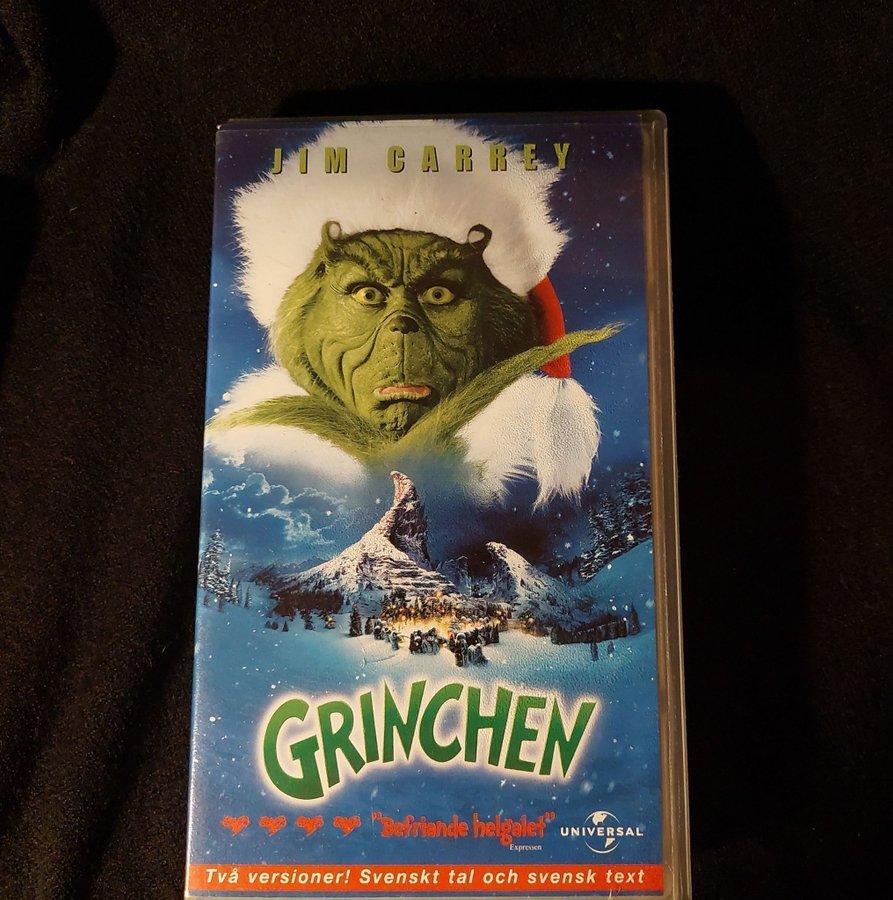 JIM CARREY
GRINCHEN
"Befriande helgalet"
Expressen
UNIVERSAL
Två versioner! Svenskt tal och svensk text